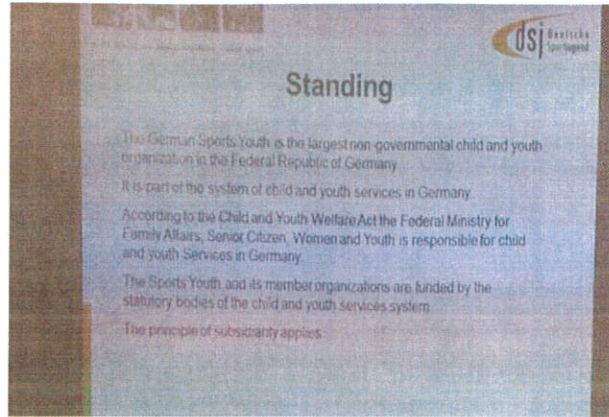 dsj Deutsche
Sportjugend
Standing
The German Sports Youth is the largest non-governmental child and youth
organization in the Federal Republic of Germany
It is part of the system of child and youth services in Germany
According to the Child and Youth Welfare Act the Federal Ministry for
Family Affairs, Senior Citizen, Women and Youth is responsible for child
and youth Services in Germany
The Sports Youth and its member organizations are funded by the
statutory bodies of the child and youth services system
The principle of subsidiarity applies